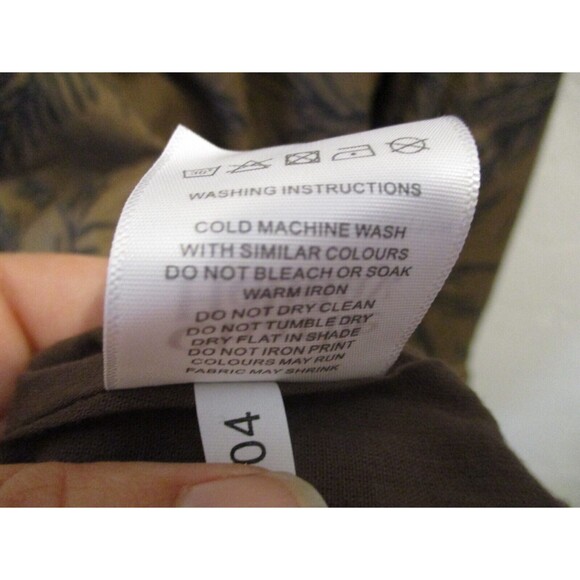 30
WASHING INSTRUCTIONS
COLD MACHINE WASH
WITH SIMILAR COLOURS
DO NOT BLEACH OR SOAK
WARM IRON
DO NOT DRY CLEAN
DO NOT TUMBLE DRY
DRY FLAT IN SHADE
DO NOT IRON PRINT
COLOURS MAY RUN
FABRIC MAY SHRINK
04